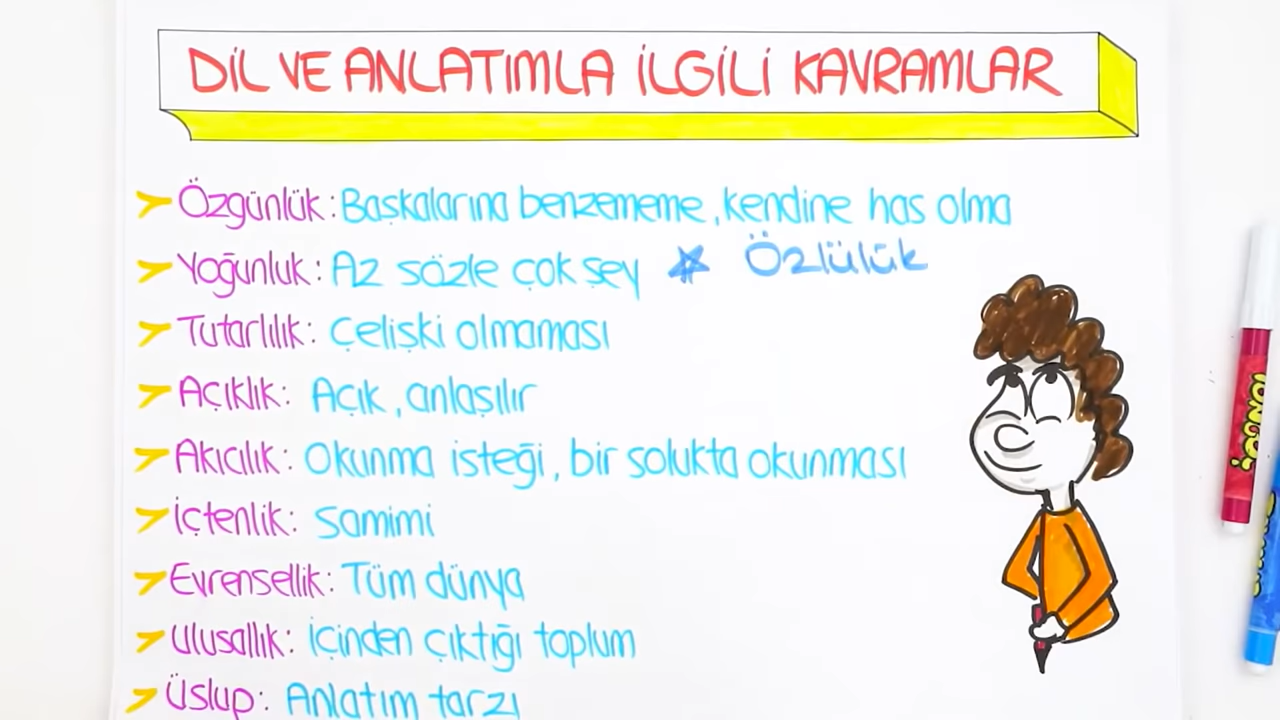 DİL VE ANLATIMLA İLGİLİ KAVRAMLAR
➤ Özgünlük: Başkalarına benzememe, kendine has olma
➤ Yoğunluk: Az sözle çok şey ★ Özlülük
➤ Tutarlılık: Çelişki olmaması
➤ Açıklık: Açık, anlaşılır
➤ Akıcılık: Okunma isteği, bir solukta okunması
➤ İçtenlik: Samimi
➤ Evrensellik: Tüm dünya
➤ Ulusallık: İçinden çıktığı toplum
➤ Üslup: Anlatım tarzı